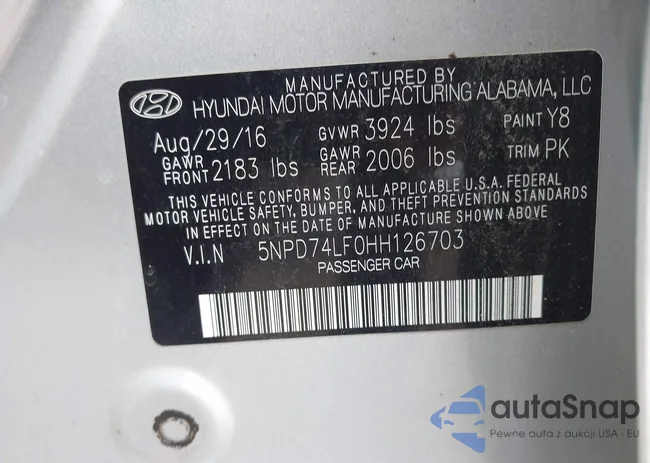 MANUFACTURED BY
HYUNDAI MOTOR MANUFACTURING ALABAMA, LLC
Aug/29/16 GVWR 3924 lbs PAINT Y8
GAWR FRONT 2183 lbs GAWR REAR 2006 lbs TRIM PK
THIS VEHICLE CONFORMS TO ALL APPLICABLE U.S.A. FEDERAL
MOTOR VEHICLE SAFETY, BUMPER, AND THEFT PREVENTION STANDARDS
IN EFFECT ON THE DATE OF MANUFACTURE SHOWN ABOVE
V.I.N 5NPD74LF0HH126703
PASSENGER CAR
autaSnap
Pewne auta z aukcji USA i EU